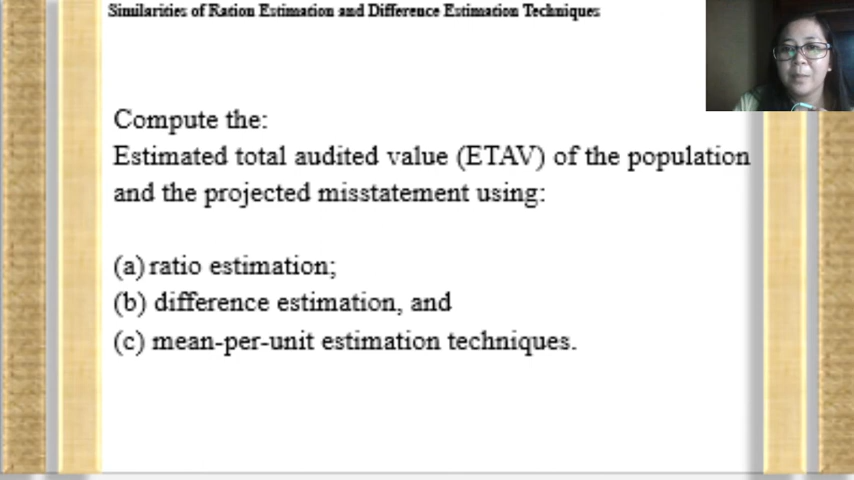 Similarities of Ration Estimation and Difference Estimation Techniques
Compute the:
Estimated total audited value (ETAV) of the population
and the projected misstatement using:
(a) ratio estimation;
(b) difference estimation, and
(c) mean-per-unit estimation techniques.